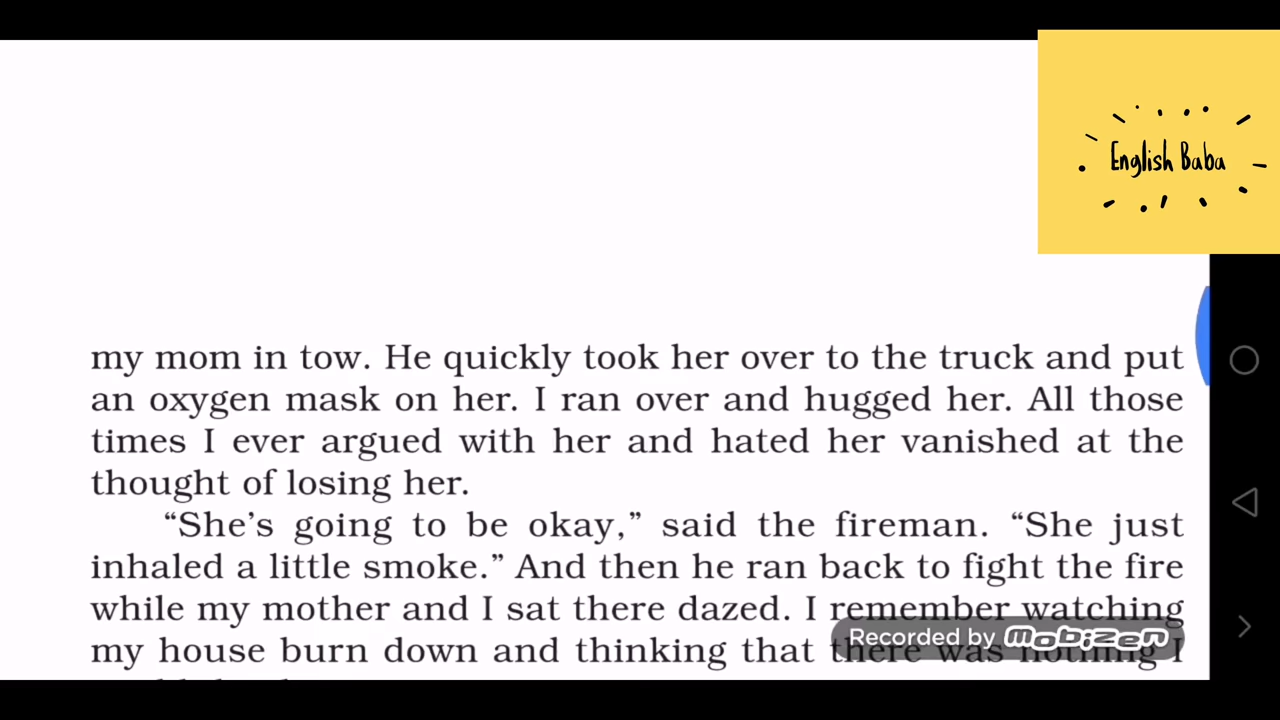 English Baba
my mom in tow. He quickly took her over to the truck and put
an oxygen mask on her. I ran over and hugged her. All those
times I ever argued with her and hated her vanished at the
thought of losing her.
“She’s going to be okay,” said the fireman. “She just
inhaled a little smoke.” And then he ran back to fight the fire
while my mother and I sat there dazed. I remember watching
my house burn down and thinking that there was nothing I
Recorded by mobizen